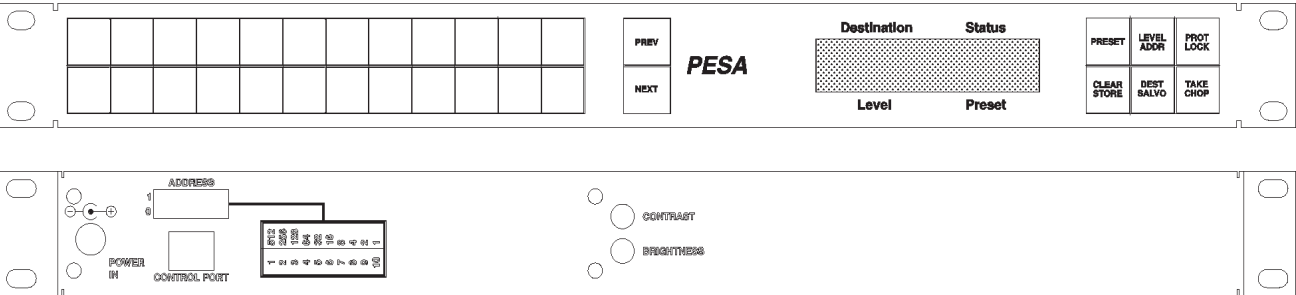 Destination Status
PREV
PESA
NEXT
Level Preset
PRESET
LEVEL
ADDR
PROT
LOCK
CLEAR
STORE
DEST
SALVO
TAKE
CHOP
ADDRESS
1
0
512 256 128 64 32 16 8 4 2 1
1 2 3 4 5 6 7 8 9 10
POWER
IN
CONTROL PORT
CONTRAST
BRIGHTNESS